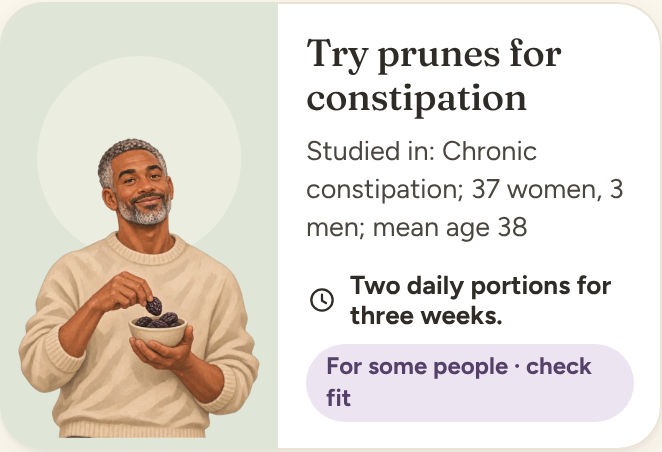 Try prunes for
constipation
Studied in: Chronic
constipation; 37 women, 3
men; mean age 38
Two daily portions for
three weeks.
For some people · check
fit